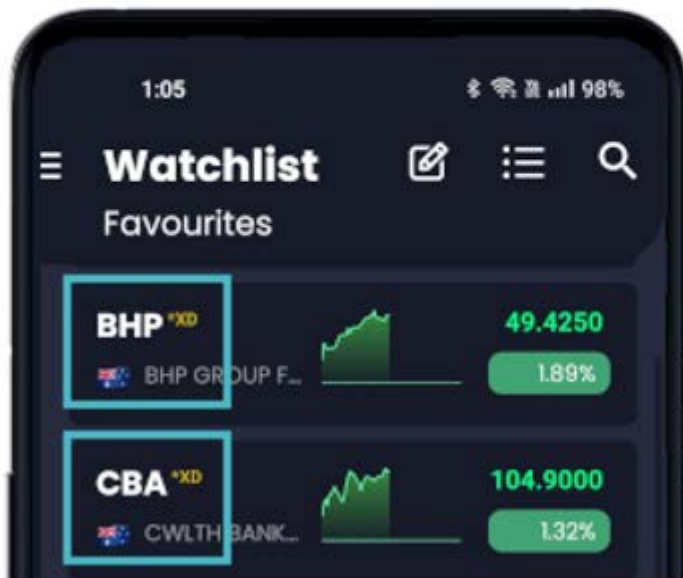 1:05 98%
Watchlist
Favourites
BHP *XD 49.4250
BHP GROUP F... 1.89%
CBA *XD 104.9000
CWLTH BANK... 1.32%